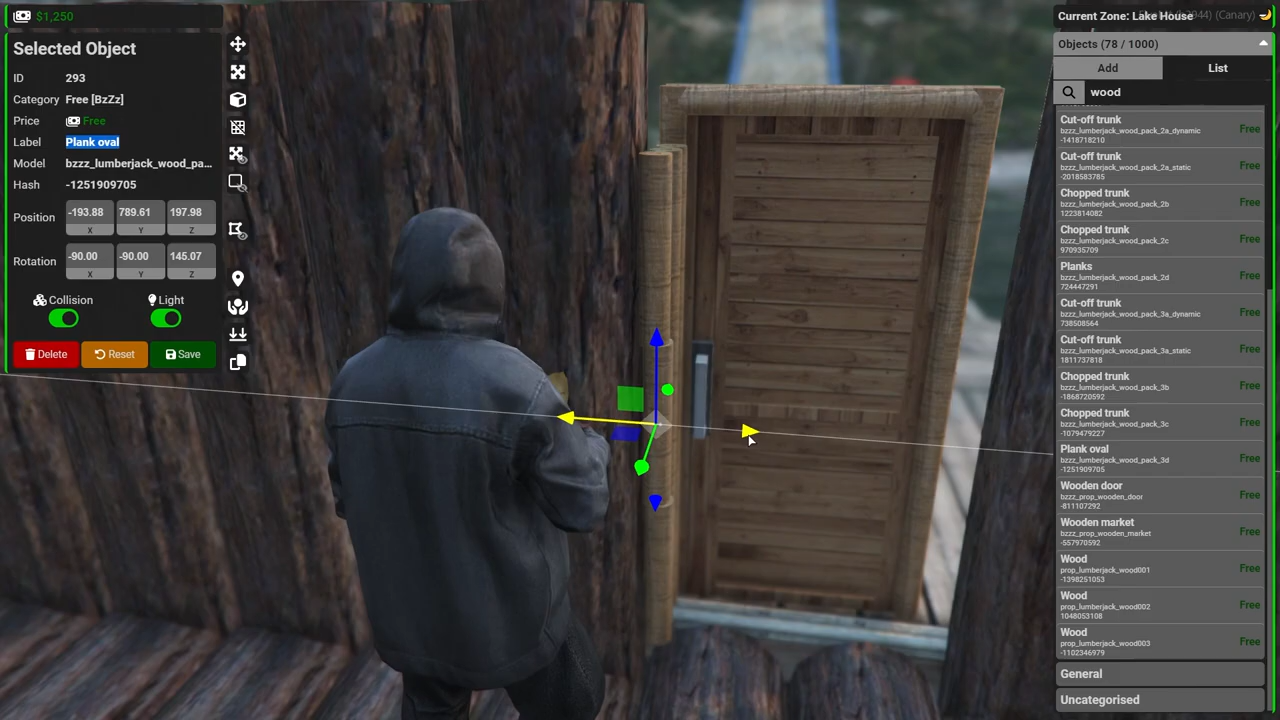 $1,250
Selected Object
ID 293
Category Free [BzZz]
Price Free
Label Plank oval
Model bzzz_lumberjack_wood_pa...
Hash -1251909705
Position -193.88 789.61 197.98
X Y Z
Rotation -90.00 -90.00 145.07
X Y Z
Collision Light
Delete Reset Save
Current Zone: Lake House
(Canary)
Objects (78 / 1000)
Add List
wood
Cut-off trunk
bzzz_lumberjack_wood_pack_2a_dynamic Free
-1418718210
Cut-off trunk
bzzz_lumberjack_wood_pack_2a_static Free
-2018583785
Chopped trunk
bzzz_lumberjack_wood_pack_2b Free
1223814082
Chopped trunk
bzzz_lumberjack_wood_pack_2c Free
970935709
Planks
bzzz_lumberjack_wood_pack_2d Free
724447291
Cut-off trunk
bzzz_lumberjack_wood_pack_3a_dynamic Free
738508564
Cut-off trunk
bzzz_lumberjack_wood_pack_3a_static Free
1811737818
Chopped trunk
bzzz_lumberjack_wood_pack_3b Free
-1868720592
Chopped trunk
bzzz_lumberjack_wood_pack_3c Free
-1079479227
Plank oval
bzzz_lumberjack_wood_pack_3d Free
-1251909705
Wooden door
bzzz_prop_wooden_door Free
-811107292
Wooden market
bzzz_prop_wooden_market Free
-557970592
Wood
prop_lumberjack_wood001 Free
-1398251053
Wood
prop_lumberjack_wood002 Free
1048053108
Wood
prop_lumberjack_wood003 Free
-1102346979
General
Uncategorised